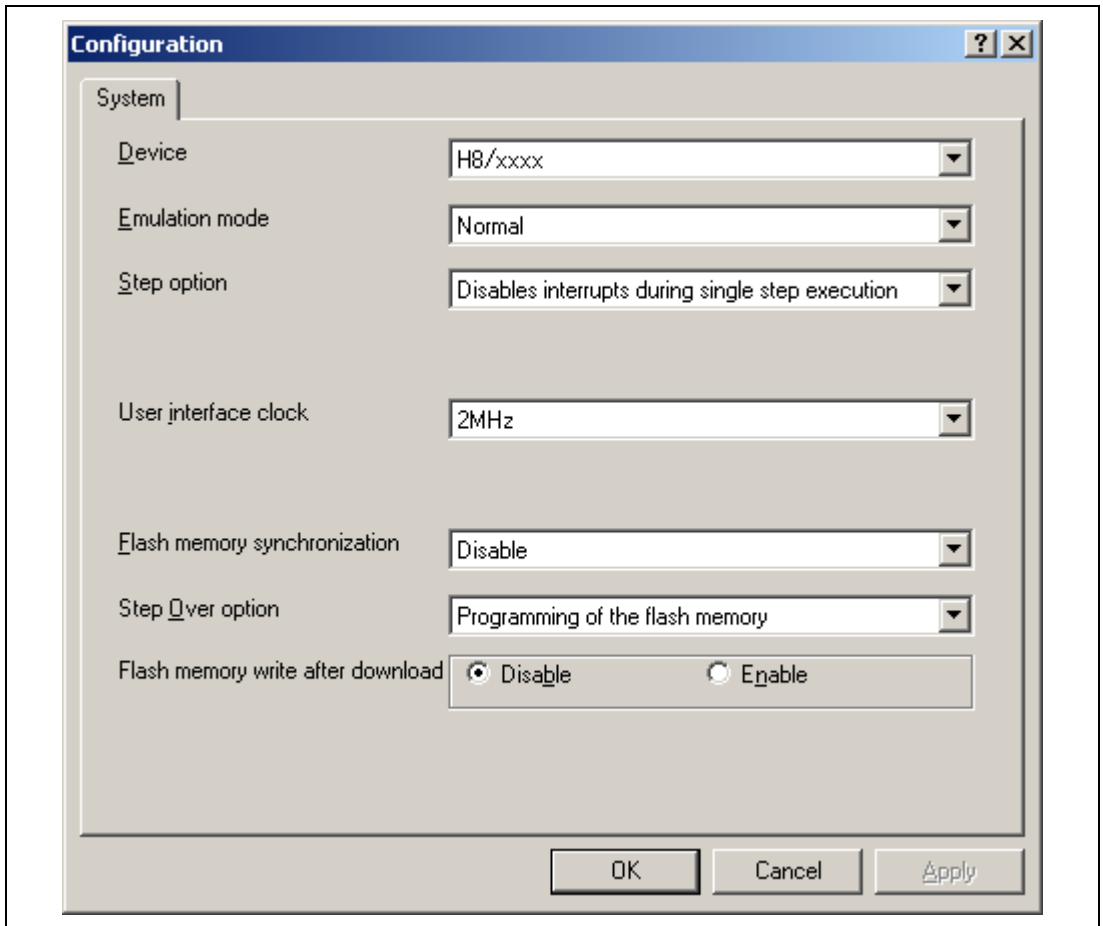 Configuration
System
Device H8/xxxx
Emulation mode Normal
Step option Disables interrupts during single step execution
User interface clock 2MHz
Flash memory synchronization Disable
Step Over option Programming of the flash memory
Flash memory write after download Disable Enable
OK Cancel Apply